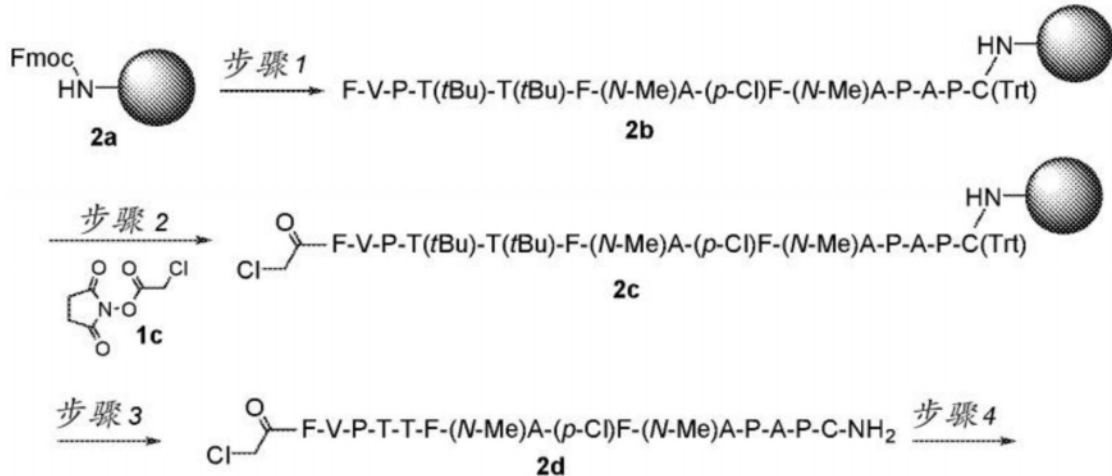 Fmoc
HN
2a
步骤 1
F-V-P-T(tBu)-T(tBu)-F-(N-Me)A-(p-Cl)F-(N-Me)A-P-A-P-C(Trt)
HN
2b
步骤 2
O
N-O
O
O
O
Cl
1c
O
Cl
F-V-P-T(tBu)-T(tBu)-F-(N-Me)A-(p-Cl)F-(N-Me)A-P-A-P-C(Trt)
HN
2c
步骤3
O
Cl
F-V-P-T-T-F-(N-Me)A-(p-Cl)F-(N-Me)A-P-A-P-C-NH₂
2d
步骤4